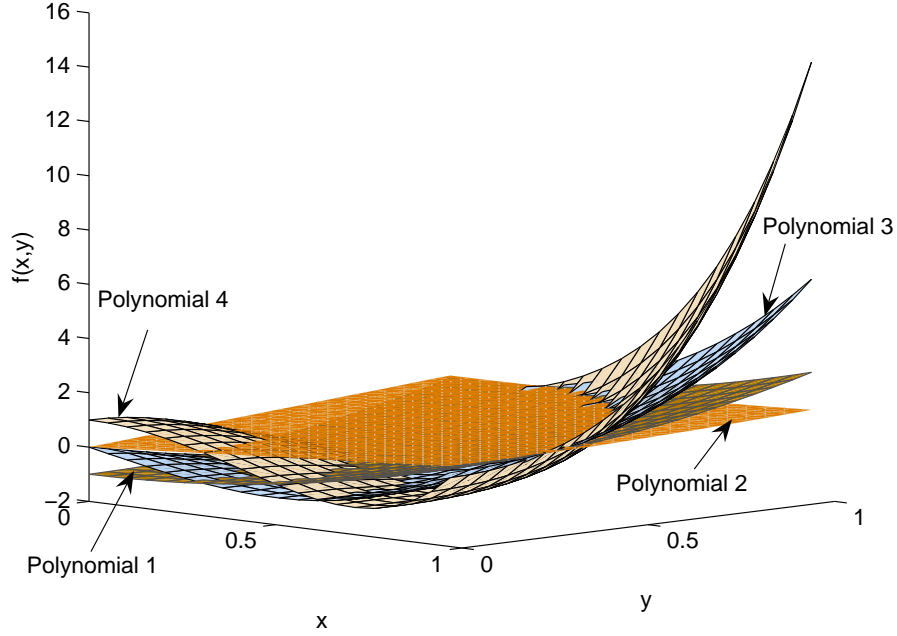 16
14
12
10
8
6
4
2
0
−2
f(x,y)
Polynomial 4
Polynomial 3
Polynomial 2
Polynomial 1
0
0.5
1
x
0
0.5
1
y